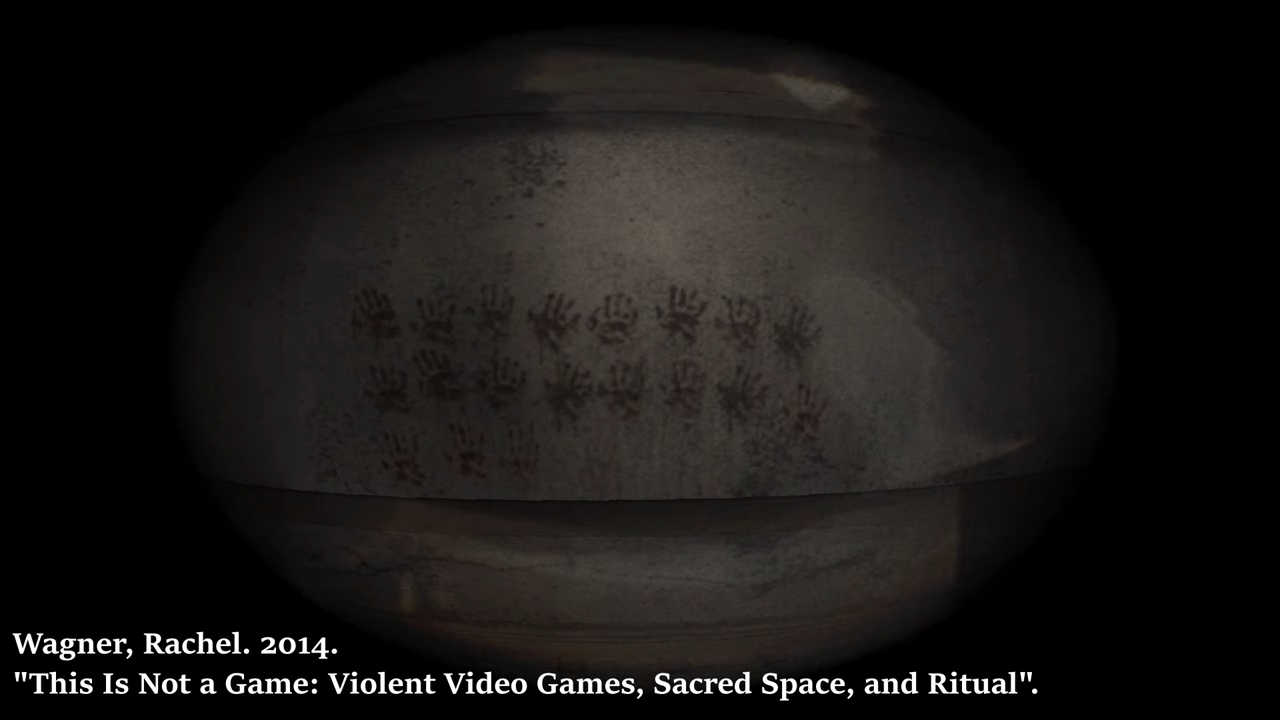 Wagner, Rachel. 2014.
"This Is Not a Game: Violent Video Games, Sacred Space, and Ritual".